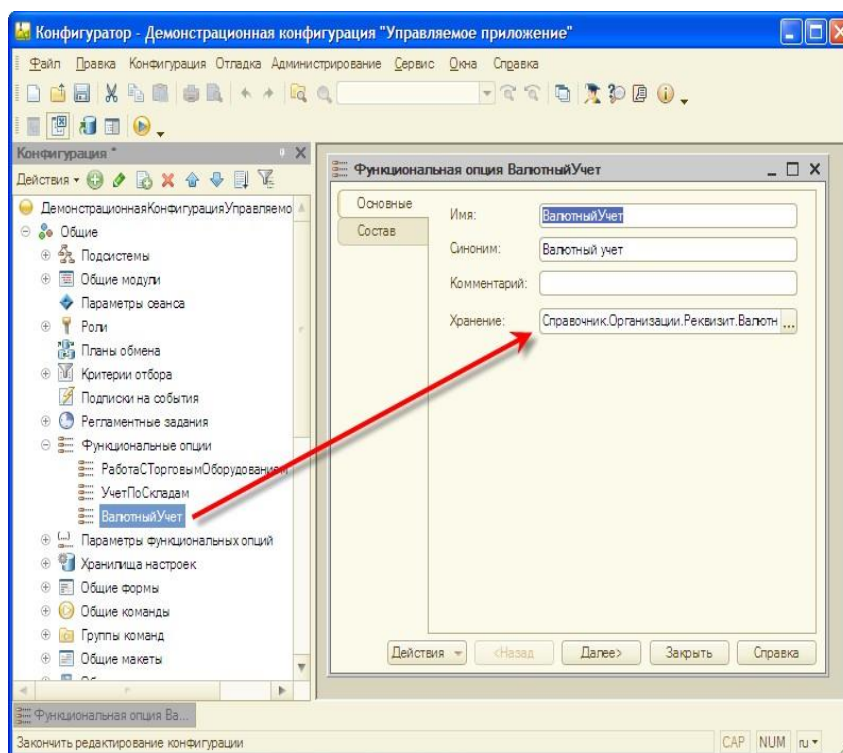 Конфигуратор - Демонстрационная конфигурация "Управляемое приложение"
Файл Правка Конфигурация Отладка Администрирование Сервис Окна Справка
Конфигурация *
Действия
ДемонстрационнаяКонфигурацияУправляемо
Общие
Подсистемы
Общие модули
Параметры сеанса
Роли
Планы обмена
Критерии отбора
Подписки на события
Регламентные задания
Функциональные опции
РаботаСТорговымОборудованием
УчетПоСкладам
ВалютныйУчет
Параметры функциональных опций
Хранилища настроек
Общие формы
Общие команды
Группы команд
Общие макеты
Функциональная опция ВалютныйУчет
Основные
Состав
Имя: ВалютныйУчет
Синоним: Валютный учет
Комментарий:
Хранение: Справочник.Организации.Реквизит.Валютн ...
Действия <Назад Далее> Закрыть Справка
Функциональная опция Ва...
Закончить редактирование конфигурации
CAP NUM ru